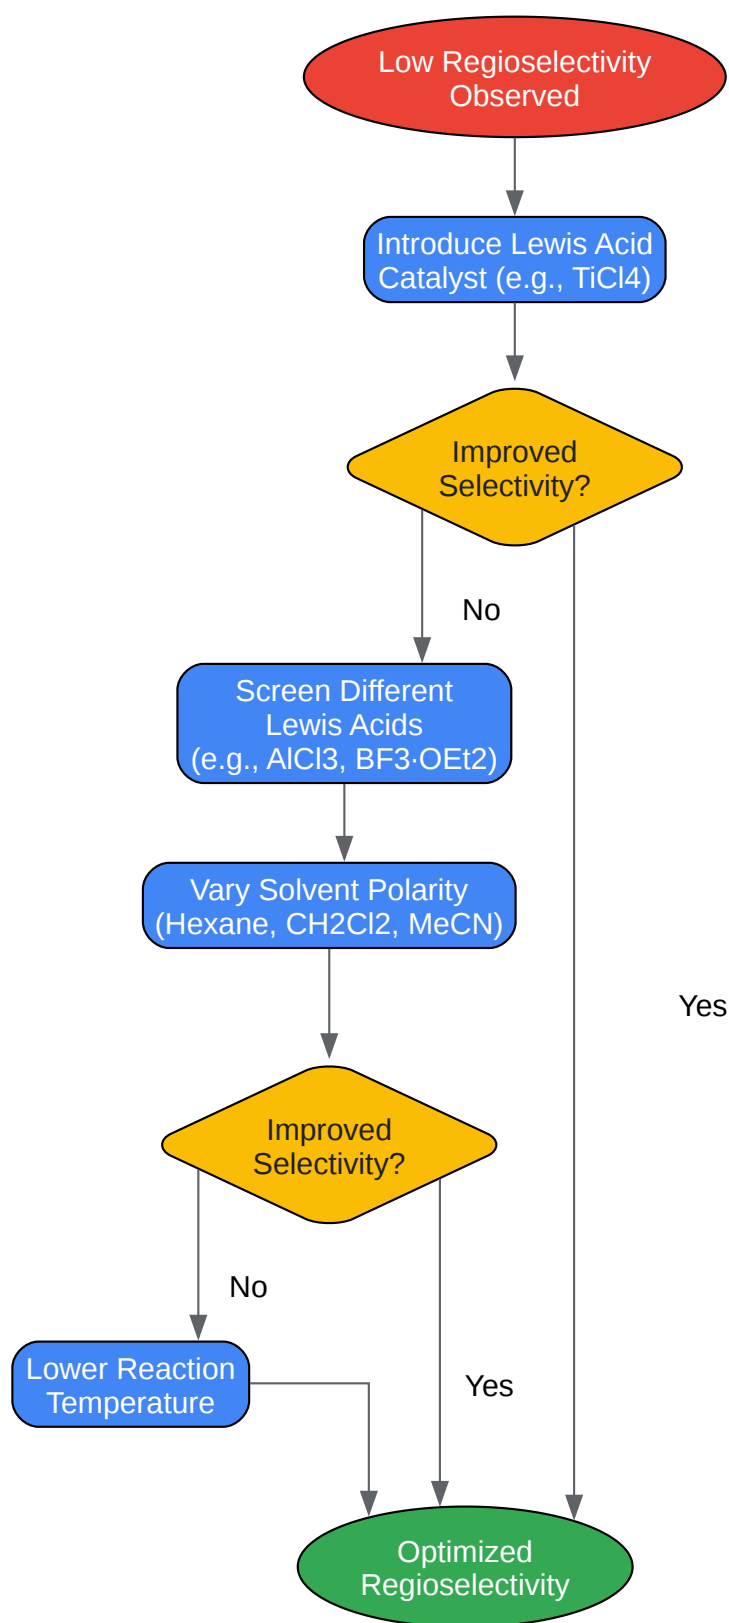 Low Regioselectivity
Observed
Introduce Lewis Acid
Catalyst (e.g., TiCl4)
Improved
Selectivity?
No
Screen Different
Lewis Acids
(e.g., AlCl3, BF3·OEt2)
Vary Solvent Polarity
(Hexane, CH2Cl2, MeCN)
Yes
Improved
Selectivity?
No
Lower Reaction
Temperature
Yes
Optimized
Regioselectivity